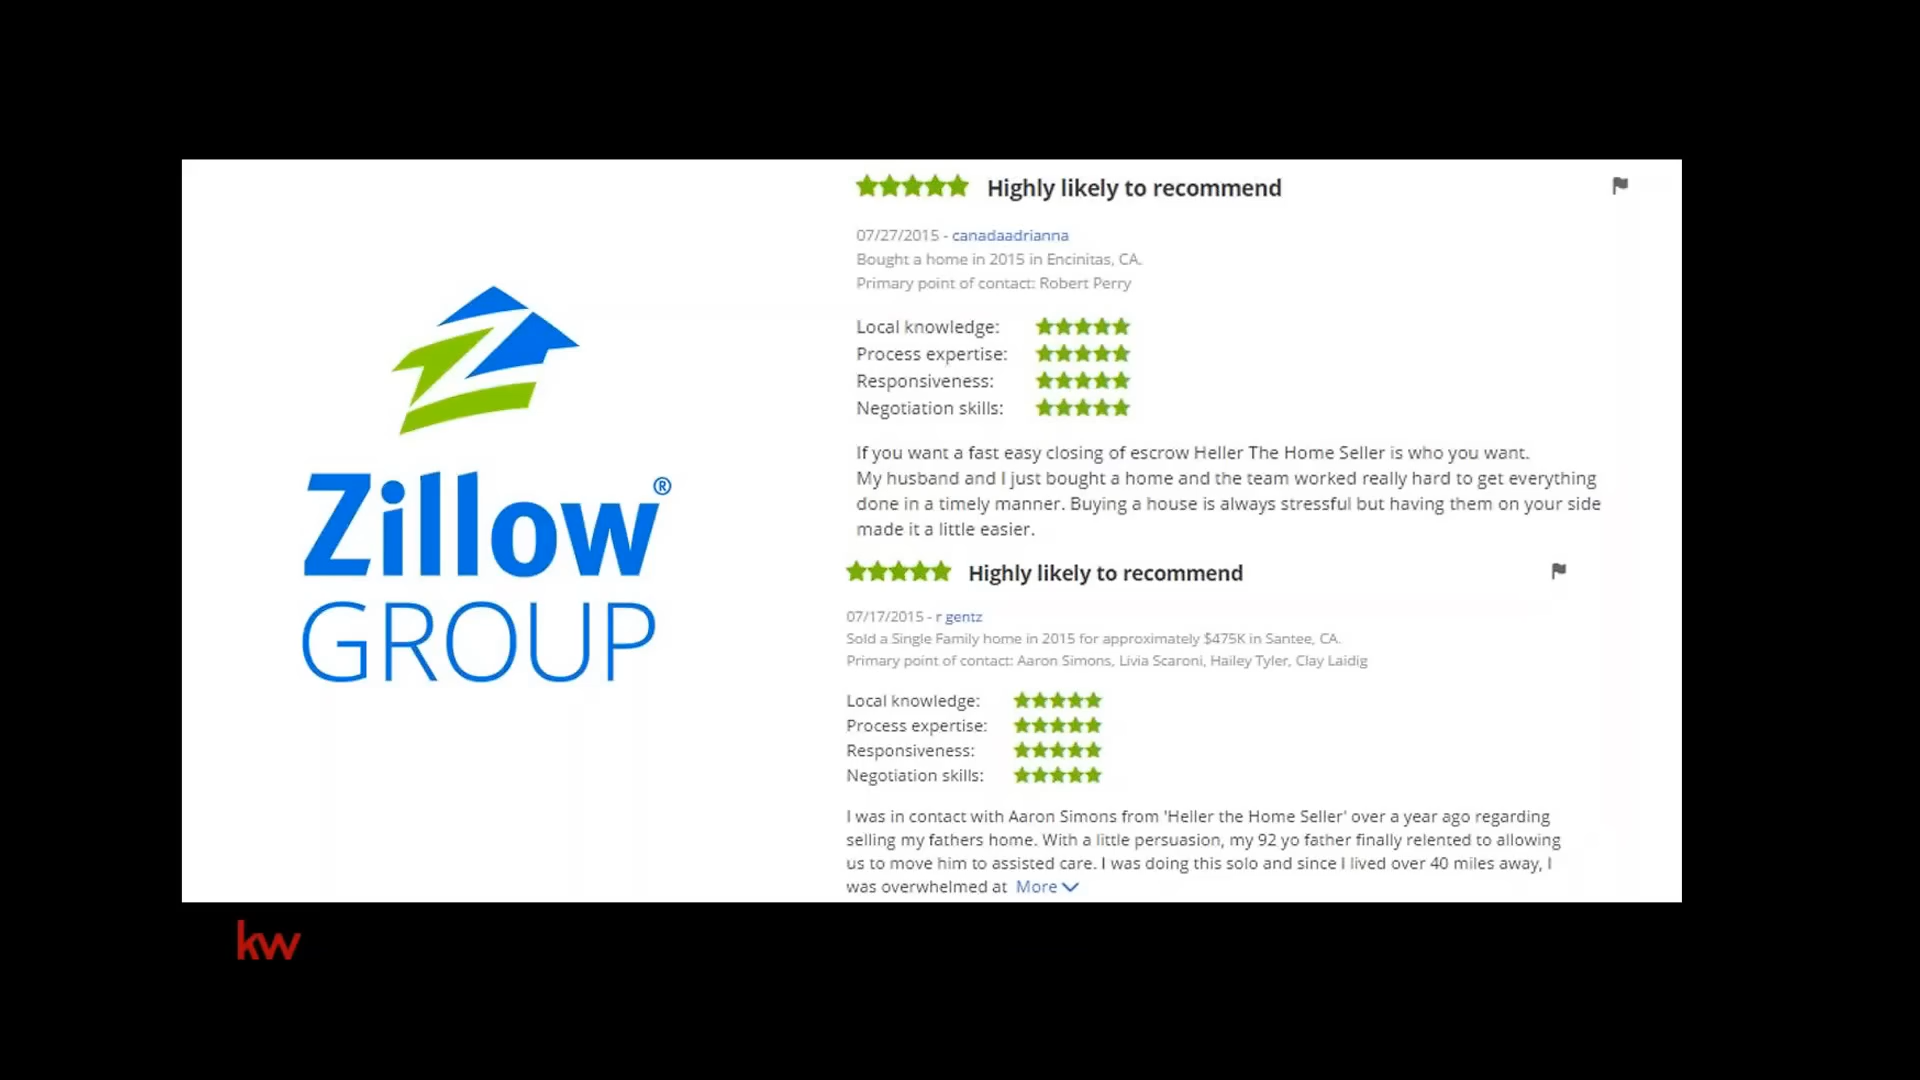 Zillow®
GROUP
Highly likely to recommend
07/27/2015 - canadaadrianna
Bought a home in 2015 in Encinitas, CA.
Primary point of contact: Robert Perry
Local knowledge:
Process expertise:
Responsiveness:
Negotiation skills:
If you want a fast easy closing of escrow Heller The Home Seller is who you want.
My husband and I just bought a home and the team worked really hard to get everything
done in a timely manner. Buying a house is always stressful but having them on your side
made it a little easier.
Highly likely to recommend
07/17/2015 - r gentz
Sold a Single Family home in 2015 for approximately $475K in Santee, CA.
Primary point of contact: Aaron Simons, Livia Scaroni, Hailey Tyler, Clay Laidig
Local knowledge:
Process expertise:
Responsiveness:
Negotiation skills:
I was in contact with Aaron Simons from 'Heller the Home Seller' over a year ago regarding
selling my fathers home. With a little persuasion, my 92 yo father finally relented to allowing
us to move him to assisted care. I was doing this solo and since I lived over 40 miles away, I
was overwhelmed at More
kw